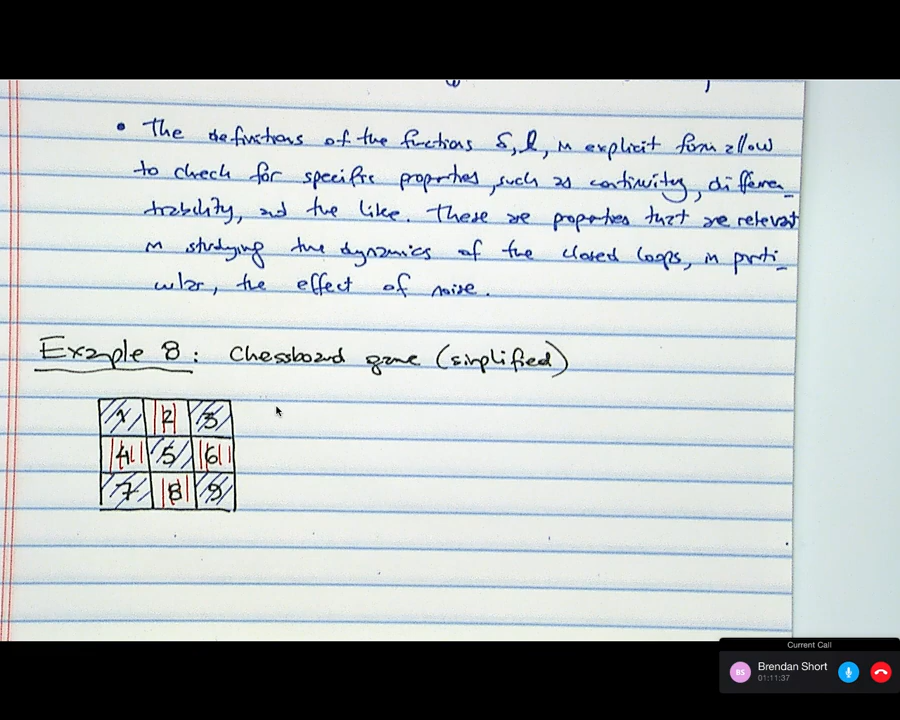 • The definitions of the functions δ, l, in explicit form allow
to check for specific properties, such as continuity, differen-
tiability, and the like. These are properties that are relevant
in studying the dynamics of the closed loops, in parti-
cular, the effect of noise.
Example 8: Chessboard game (simplified)
1 2 3
4 5 6
7 8 9
Current Call
BS Brendan Short
01:11:37